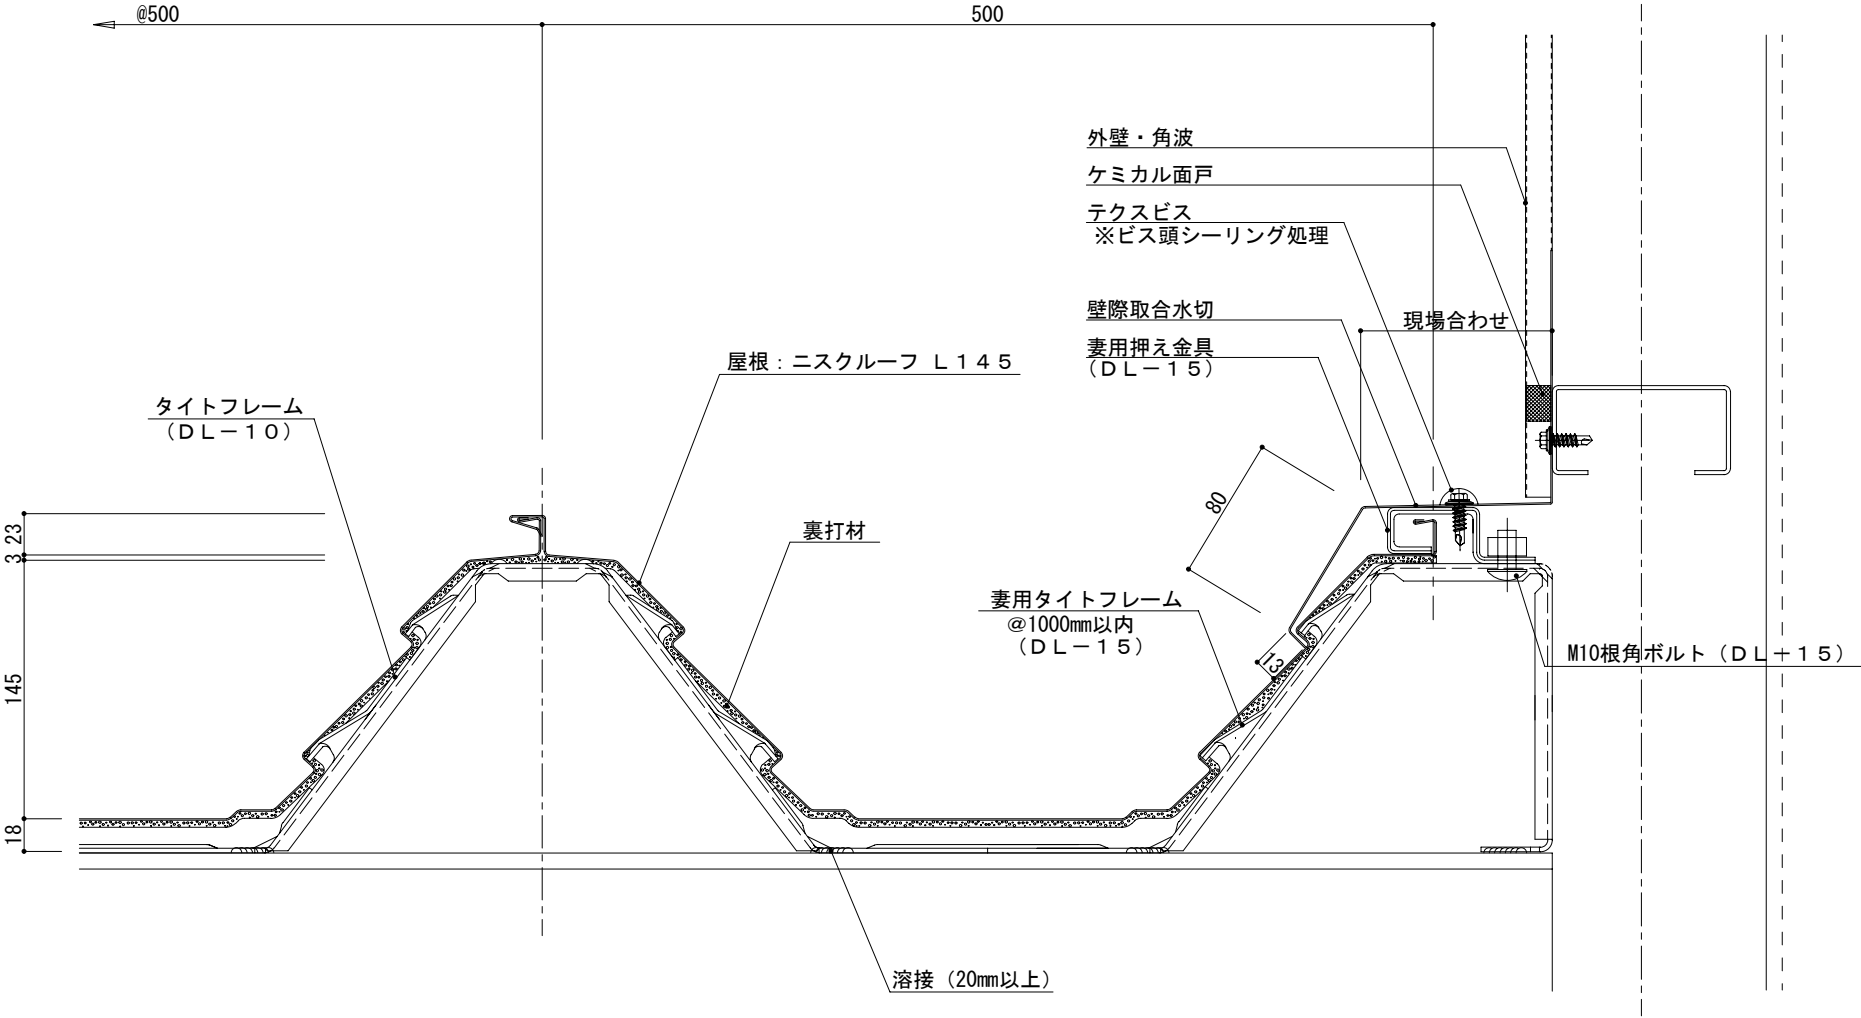 @500
500
外壁・角波
ケミカル面戸
テクスビス
※ビス頭シーリング処理
壁際取合水切
現場合わせ
妻用押え金具
(DL-15)
屋根：ニスクルーフ L145
タイトフレーム
(DL-10)
80
23
3
裏打材
妻用タイトフレーム
@1000mm以内
(DL-15)
13
M10根角ボルト（DL-15）
145
18
溶接（20mm以上）